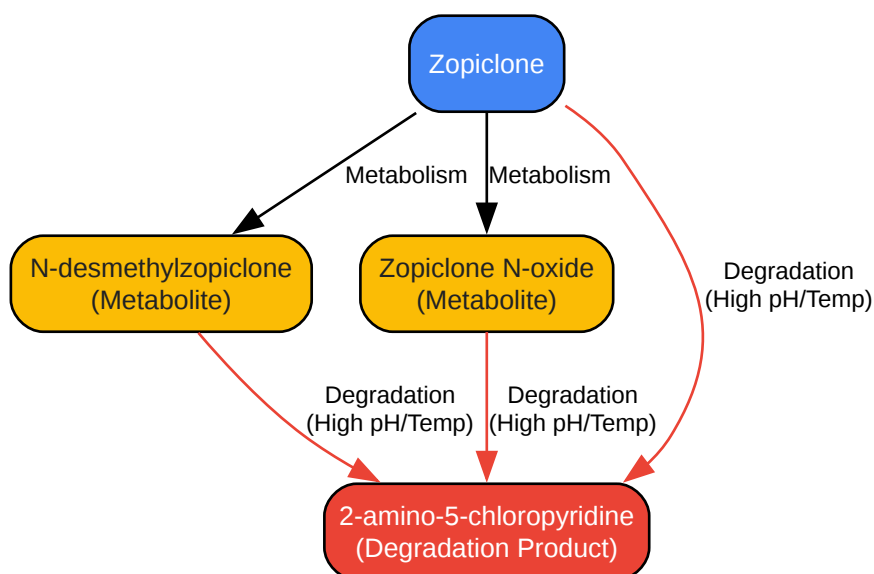 Zopiclone
Metabolism
Metabolism
N-desmethylzopiclone
(Metabolite)
Zopiclone N-oxide
(Metabolite)
Degradation
(High pH/Temp)
Degradation
(High pH/Temp)
Degradation
(High pH/Temp)
2-amino-5-chloropyridine
(Degradation Product)